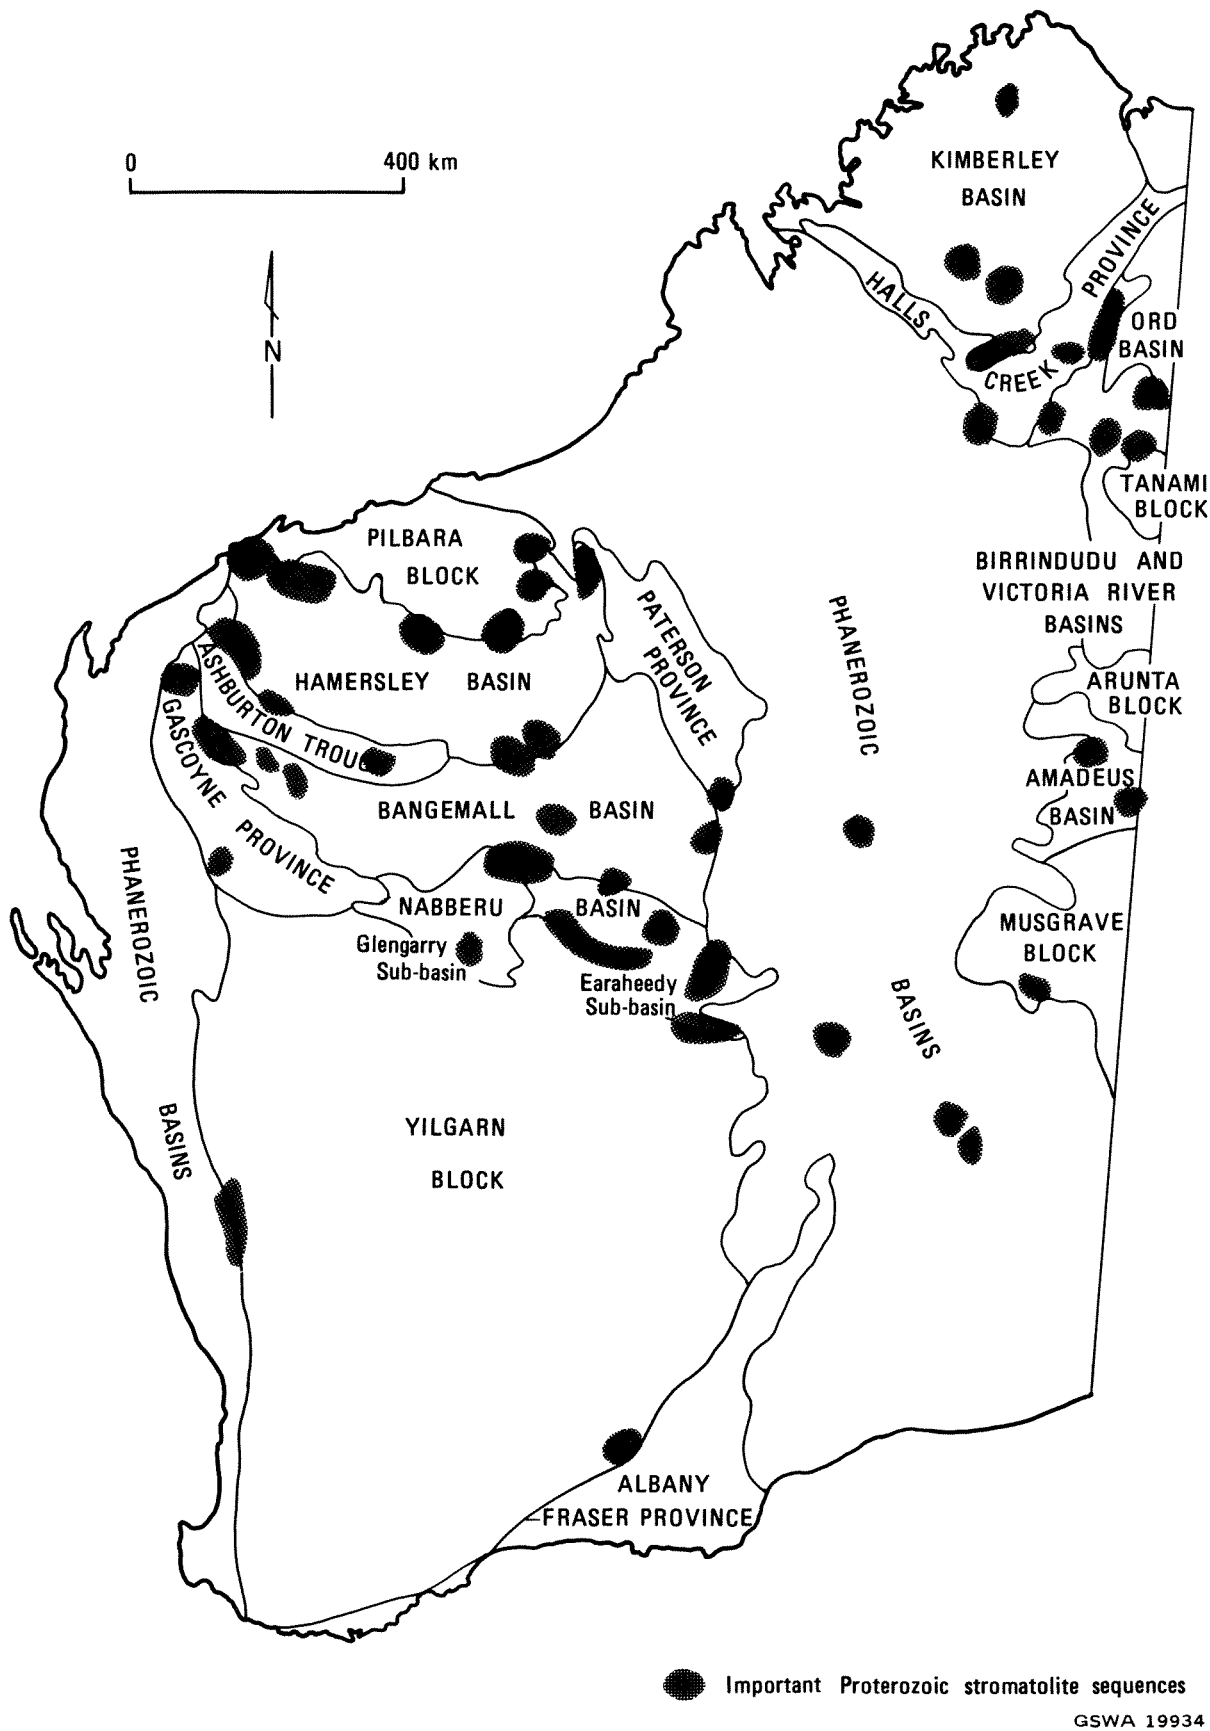 0 400 km
N
KIMBERLEY
BASIN
HALLS
CREEK
PROVINCE
ORD
BASIN
TANAMI
BLOCK
BIRRINDUDU AND
VICTORIA RIVER
BASINS
PILBARA
BLOCK
PATERSON
PROVINCE
PHANEROZOIC
HAMERSLEY BASIN
ARUNTA
BLOCK
ASHBURTON TROUG
GASCOYNE
PROVINCE
AMADEUS
BASIN
BANGEMALL BASIN
PHANEROZOIC
NABBERU BASIN
Glengarry
Sub-basin
Earaheedy
Sub-basin
MUSGRAVE
BLOCK
BASINS
BASINS
YILGARN
BLOCK
ALBANY
–FRASER PROVINCE
Important Proterozoic stromatolite sequences
GSWA 19934